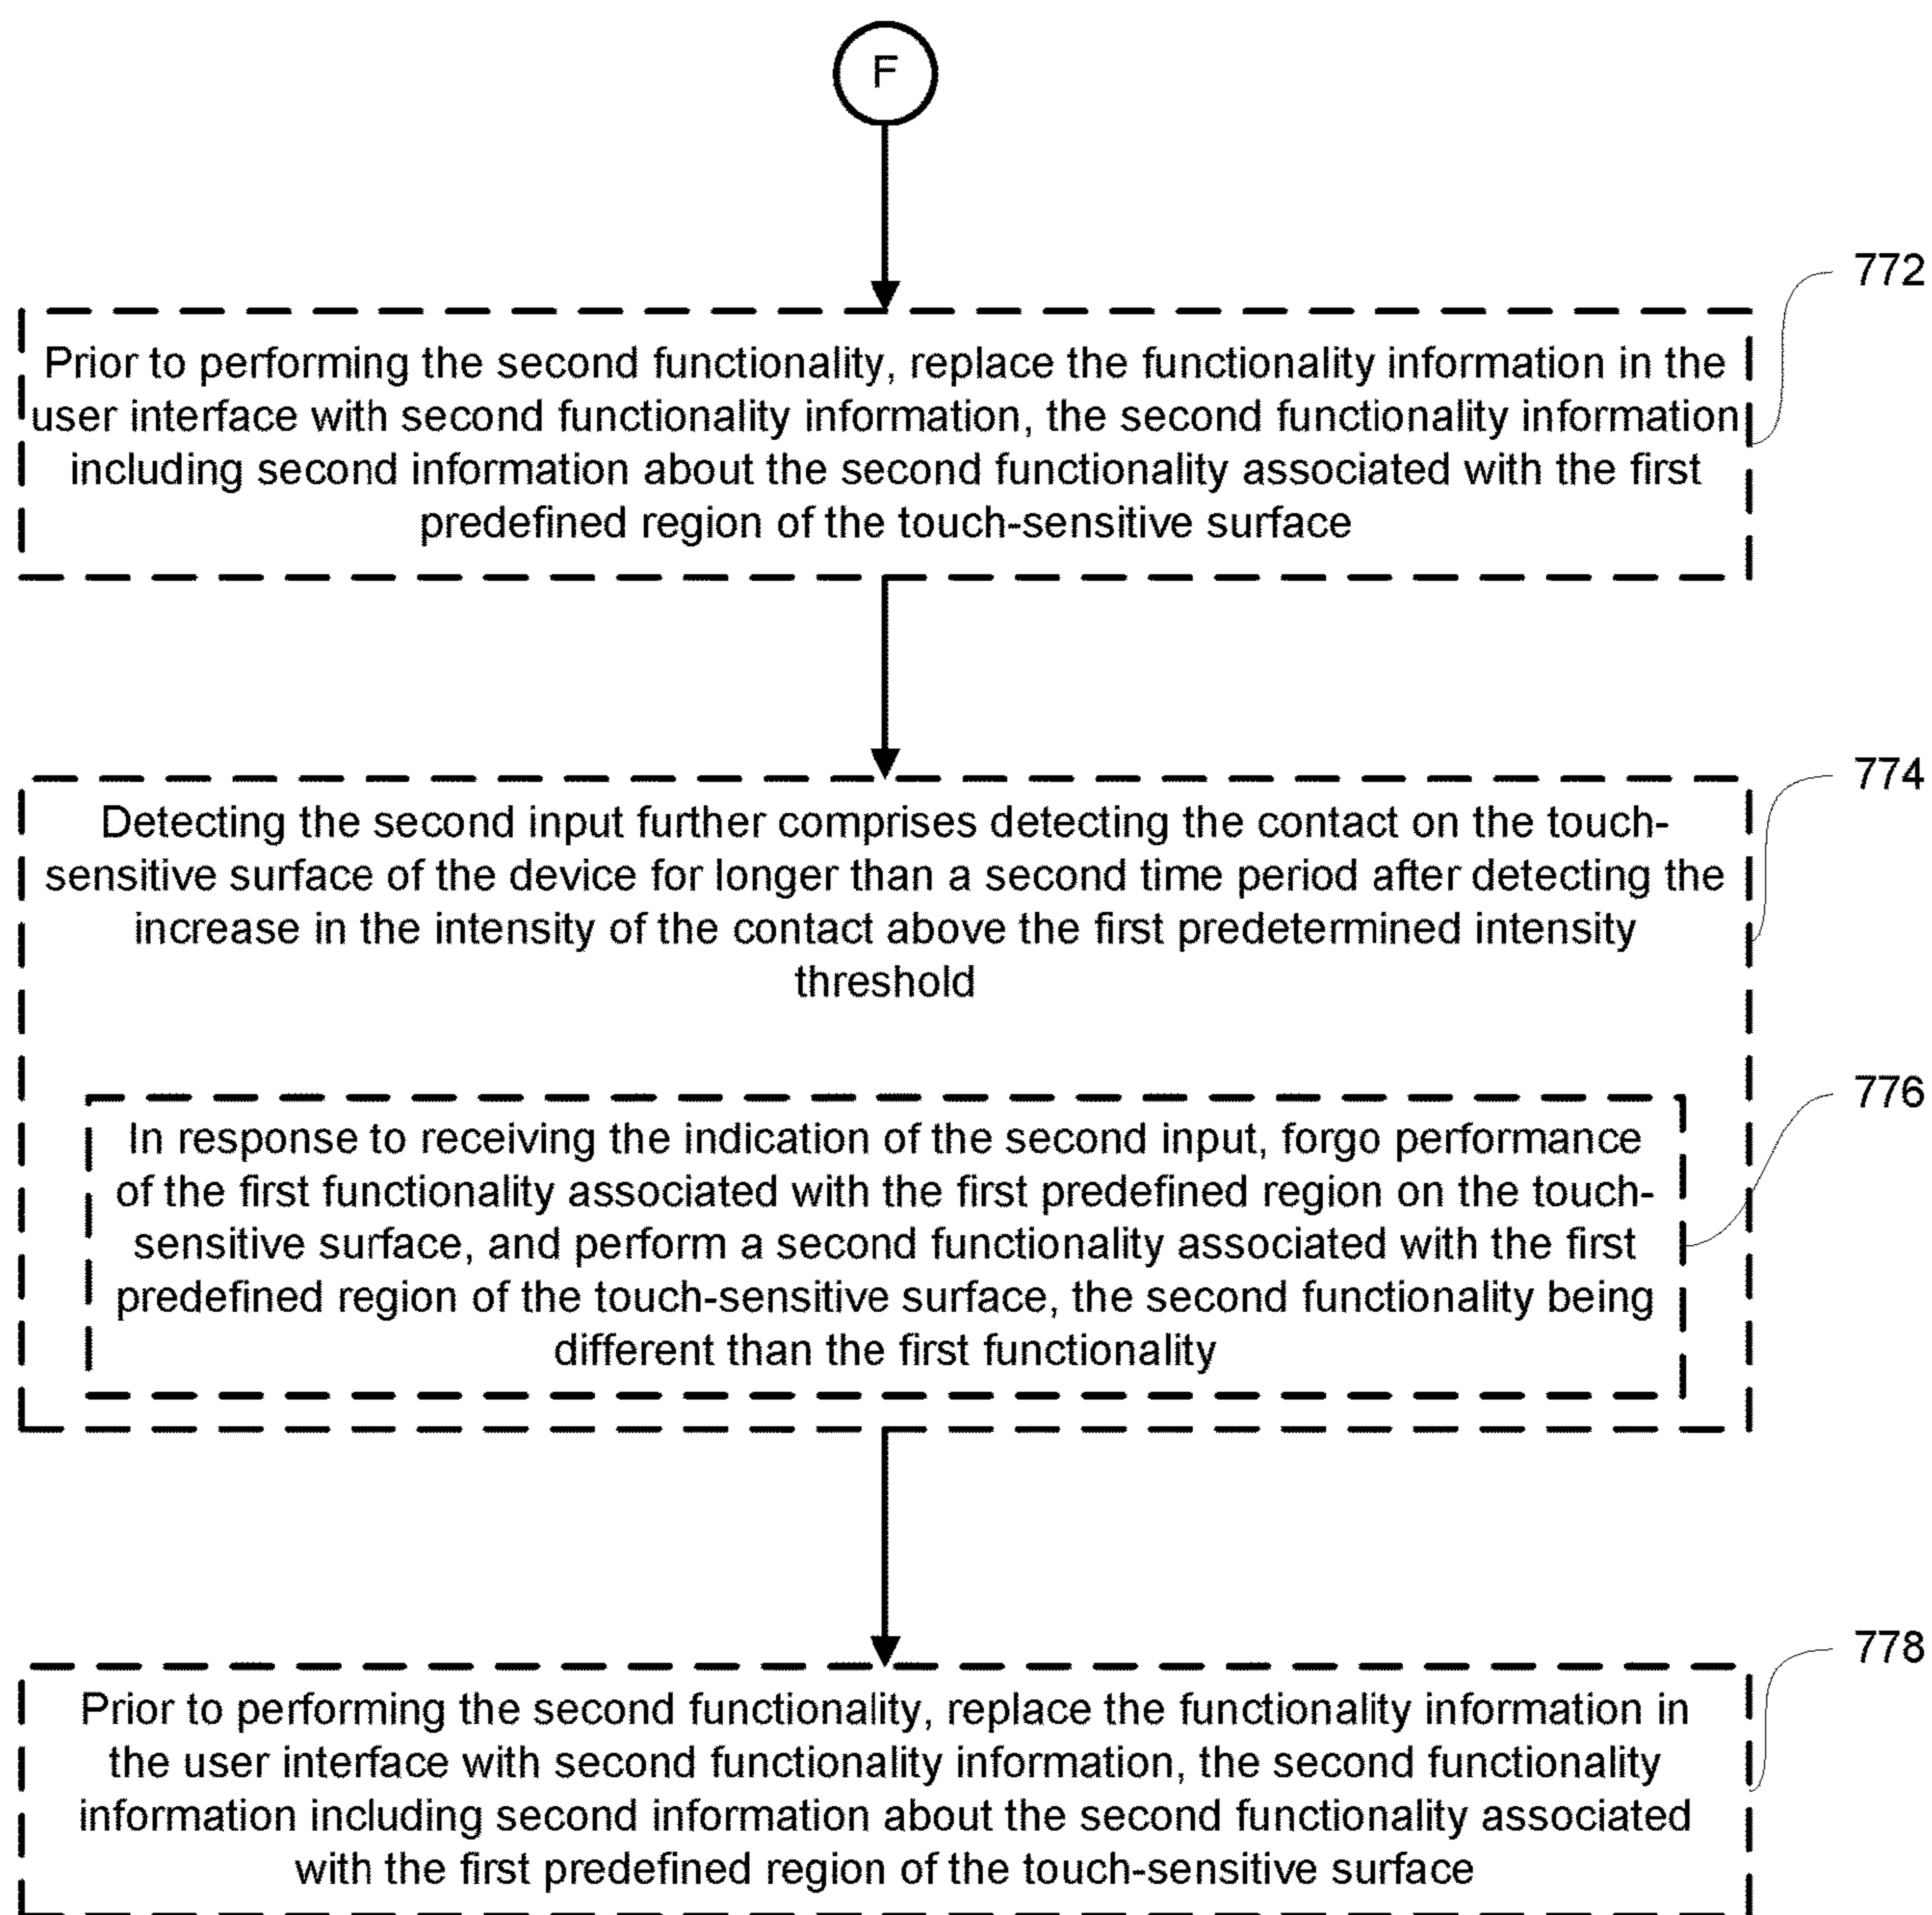 F
772
Prior to performing the second functionality, replace the functionality information in the
user interface with second functionality information, the second functionality information
including second information about the second functionality associated with the first
predefined region of the touch-sensitive surface
774
Detecting the second input further comprises detecting the contact on the touch-
sensitive surface of the device for longer than a second time period after detecting the
increase in the intensity of the contact above the first predetermined intensity
threshold
776
In response to receiving the indication of the second input, forgo performance
of the first functionality associated with the first predefined region on the touch-
sensitive surface, and perform a second functionality associated with the first
predefined region of the touch-sensitive surface, the second functionality being
different than the first functionality
778
Prior to performing the second functionality, replace the functionality information in
the user interface with second functionality information, the second functionality
information including second information about the second functionality associated
with the first predefined region of the touch-sensitive surface